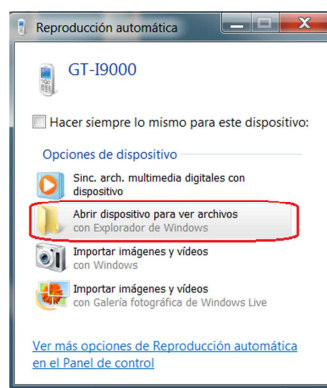 Reproducción automática
GT-I9000
Hacer siempre lo mismo para este dispositivo:
Opciones de dispositivo
Sinc. arch. multimedia digitales con
dispositivo
Abrir dispositivo para ver archivos
con Explorador de Windows
Importar imágenes y vídeos
con Windows
Importar imágenes y vídeos
con Galería fotográfica de Windows Live
Ver más opciones de Reproducción automática
en el Panel de control